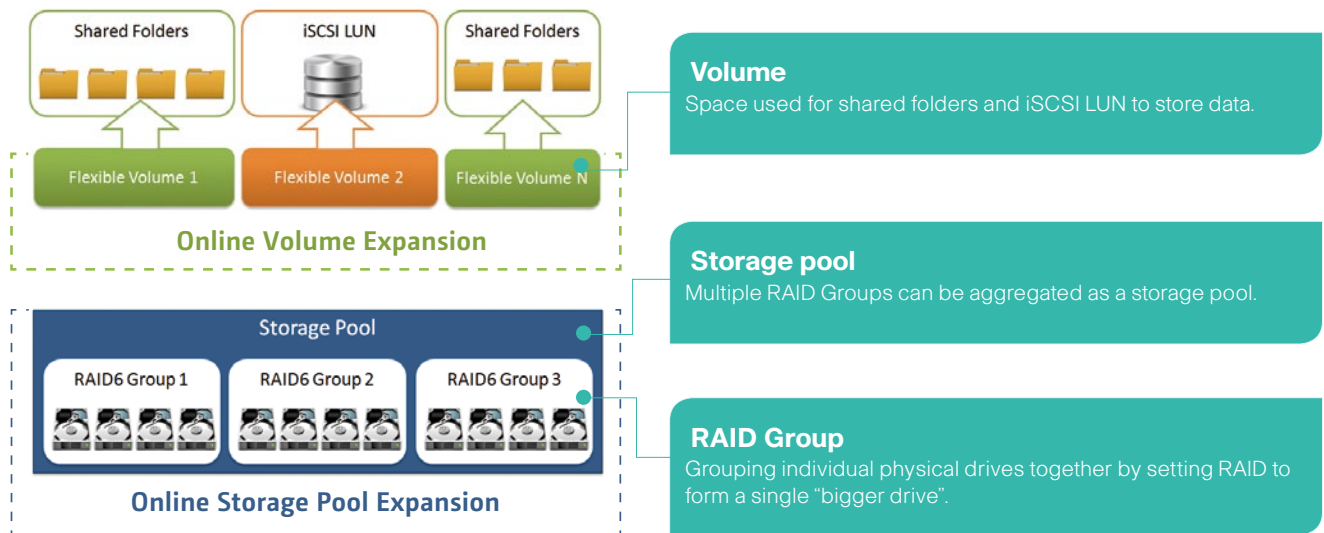 Shared Folders
iSCSI LUN
Shared Folders
Flexible Volume 1
Flexible Volume 2
Flexible Volume N
Online Volume Expansion
Storage Pool
RAID6 Group 1
RAID6 Group 2
RAID6 Group 3
Online Storage Pool Expansion
Volume
Space used for shared folders and iSCSI LUN to store data.
Storage pool
Multiple RAID Groups can be aggregated as a storage pool.
RAID Group
Grouping individual physical drives together by setting RAID to
form a single “bigger drive”.